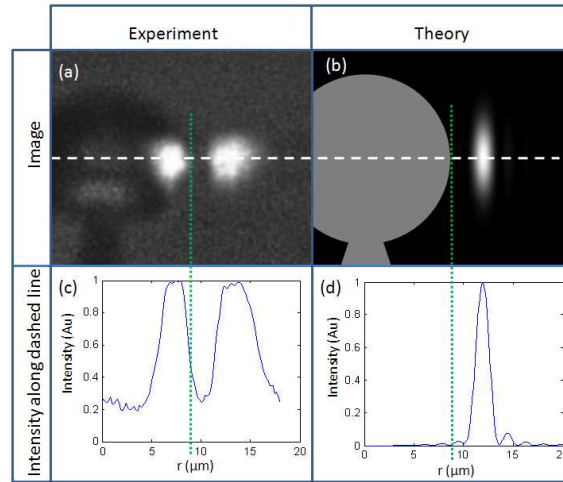 Experiment
Theory
Image
(a)
(b)
Intensity along dashed line
(c)
Intensity (Au)
1
0.8
0.6
0.4
0.2
0
0
5
10
15
20
r (µm)
(d)
Intensity (Au)
1
0.8
0.6
0.4
0.2
0
0
5
10
15
20
r (µm)